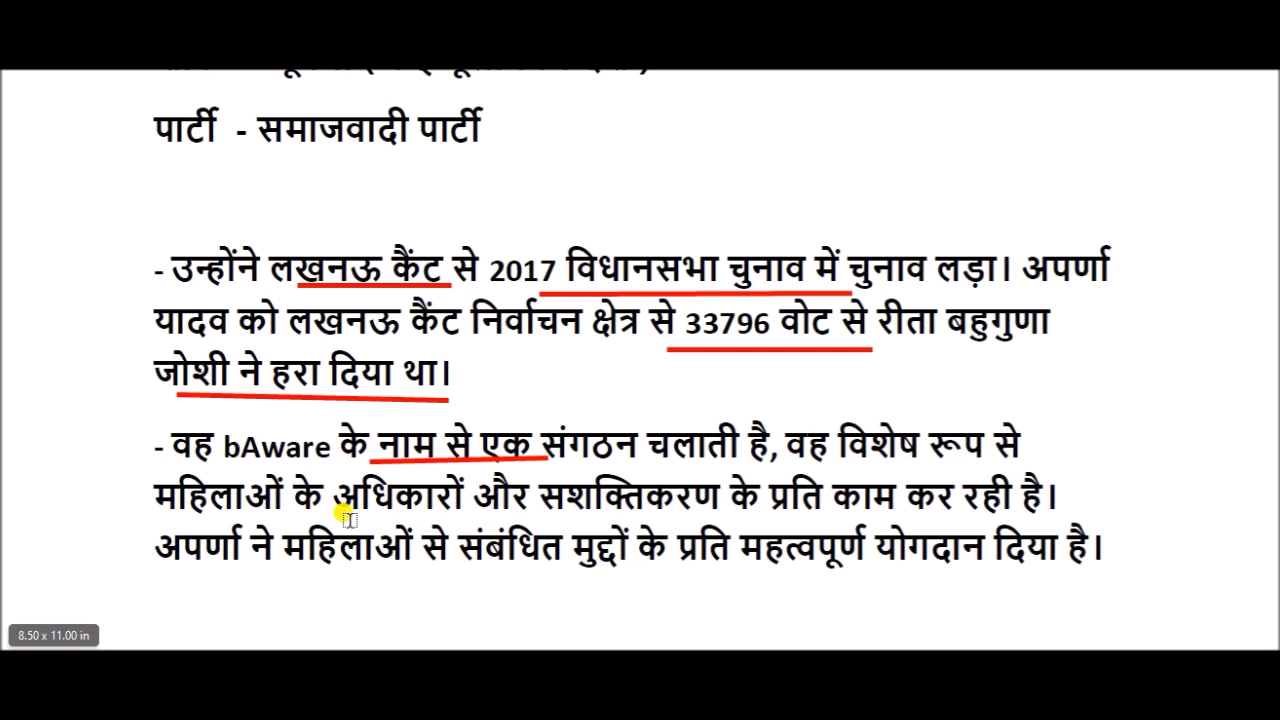 पार्टी - समाजवादी पार्टी
- उन्होंने लखनऊ कैंट से 2017 विधानसभा चुनाव में चुनाव लड़ा। अपर्णा
यादव को लखनऊ कैंट निर्वाचन क्षेत्र से 33796 वोट से रीता बहुगुणा
जोशी ने हरा दिया था।
- वह bAware के नाम से एक संगठन चलाती है, वह विशेष रूप से
महिलाओं के अधिकारों और सशक्तिकरण के प्रति काम कर रही है।
अपर्णा ने महिलाओं से संबंधित मुद्दों के प्रति महत्वपूर्ण योगदान दिया है।
8.50 x 11.00 in